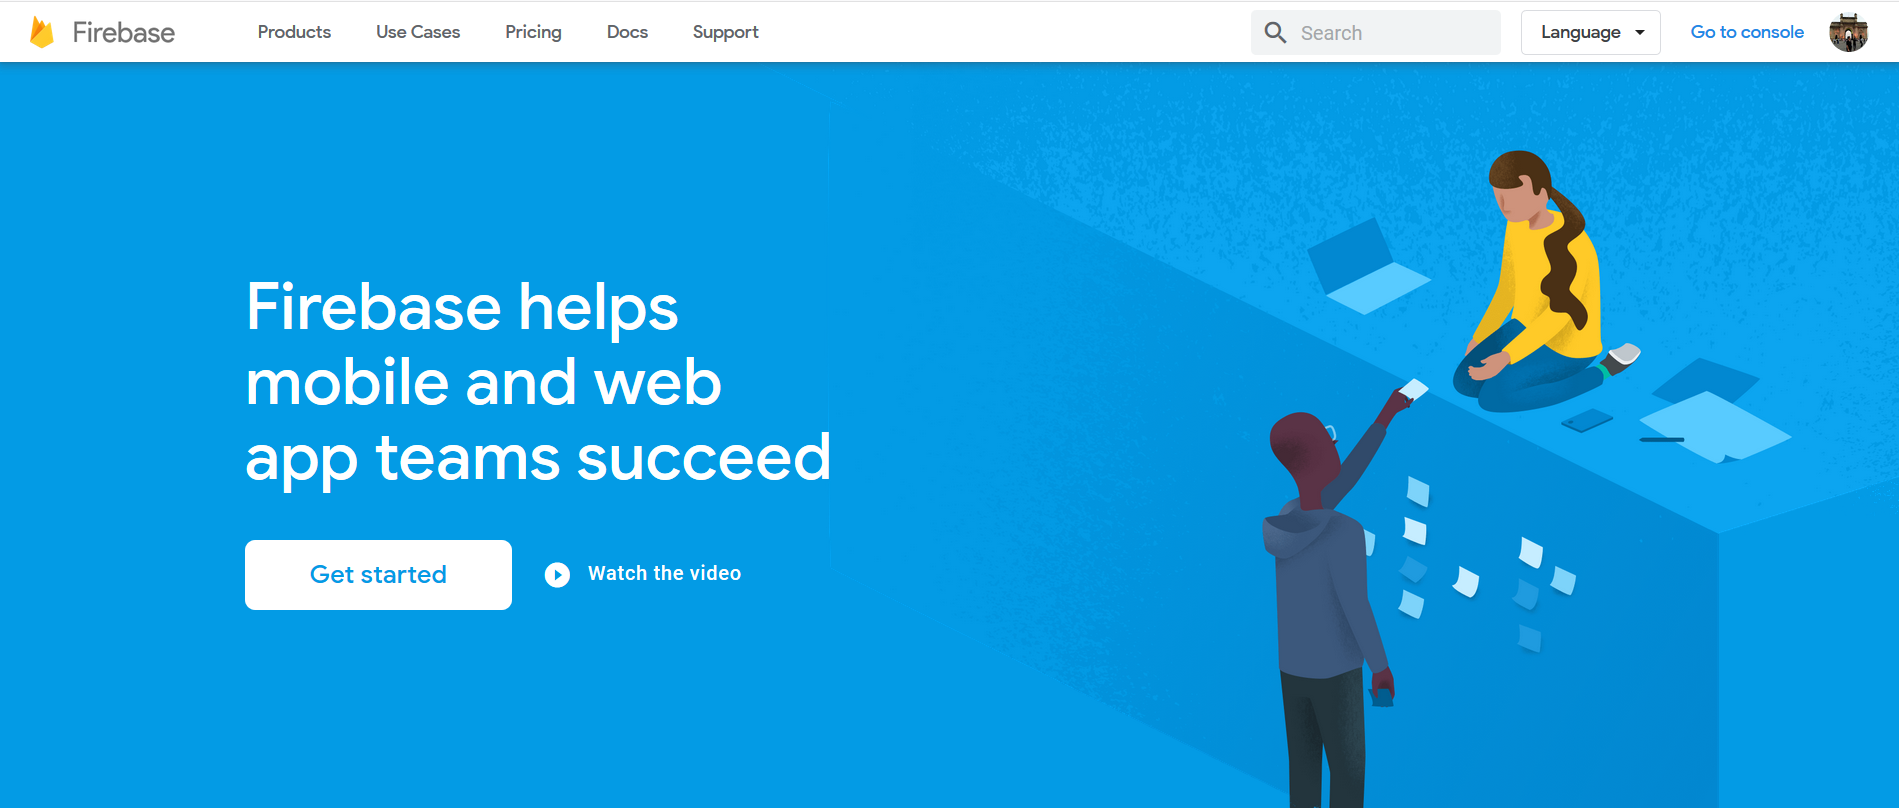 Firebase
Products
Use Cases
Pricing
Docs
Support
Search
Language
Go to console
Firebase helps
mobile and web
app teams succeed
Get started
Watch the video